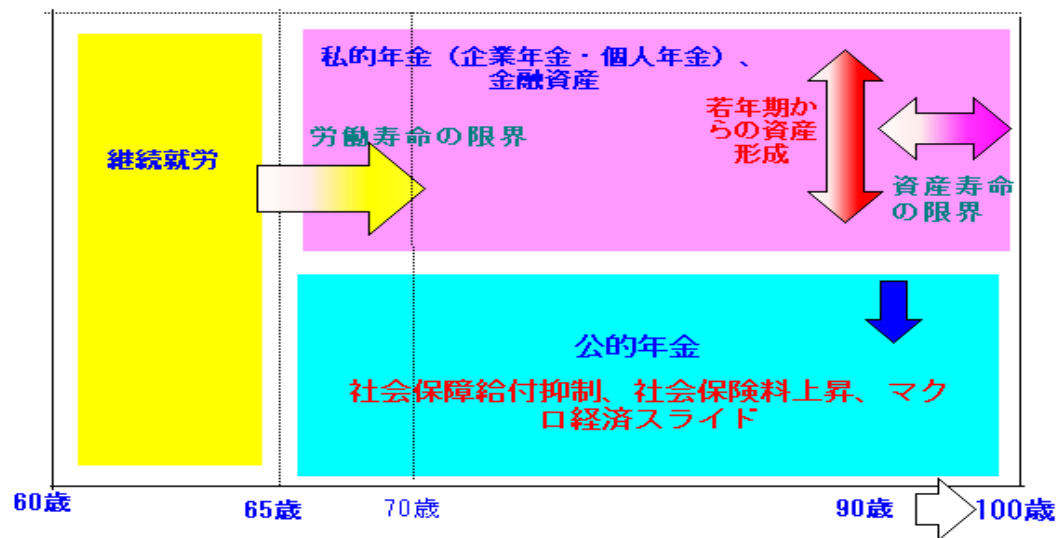 私的年金（企業年金・個人年金）、
金融資産
若年期か
らの資産
形成
労働寿命の限界
継続就労
資産寿命
の限界
公的年金
社会保障給付抑制、社会保険料上昇、マク
ロ経済スライド
60歳
65歳
70歳
90歳
100歳